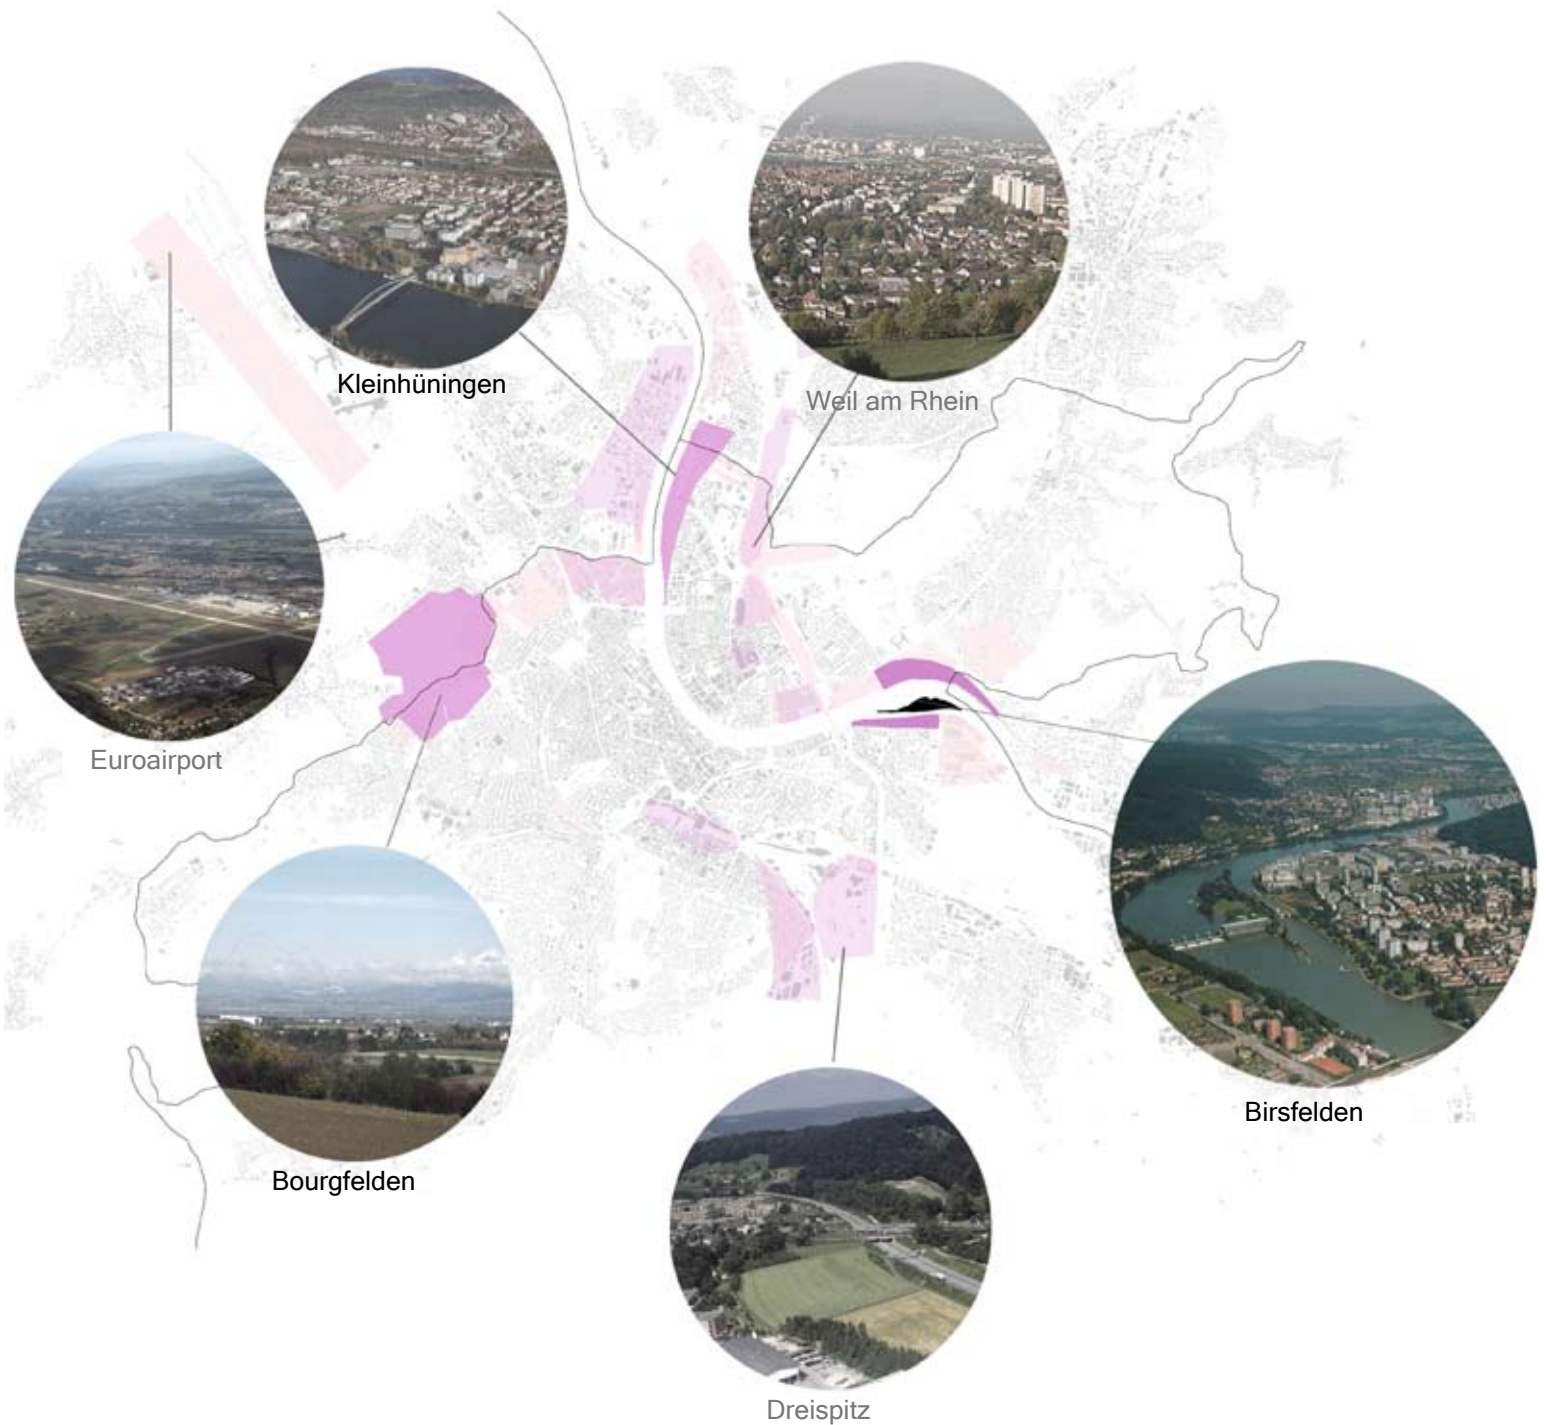 Kleinhüningen
Weil am Rhein
Euroairport
Birsfelden
Bourgfelden
Dreispitz